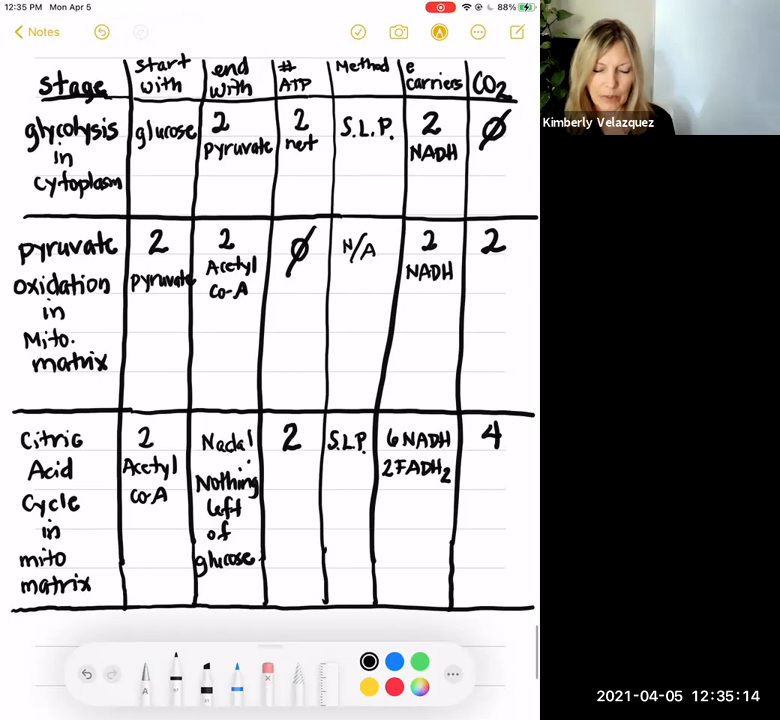 12:35 PM Mon Apr 5
88%
Notes
Stage
start with
end with
# ATP
Method
e carriers
CO2
glycolysis in cytoplasm
glucose
2 pyruvate
2 net
S.L.P.
2 NADH
Ø
pyruvate oxidation in Mito. matrix
2 pyruvate
2 Acetyl co-A
Ø
N/A
2 NADH
2
Citric Acid Cycle in mito matrix
2 Acetyl co-A
Nada! Nothing left of glucose
2
S.L.P.
6 NADH
2 FADH2
4
Kimberly Velazquez
A
2021-04-05 12:35:14